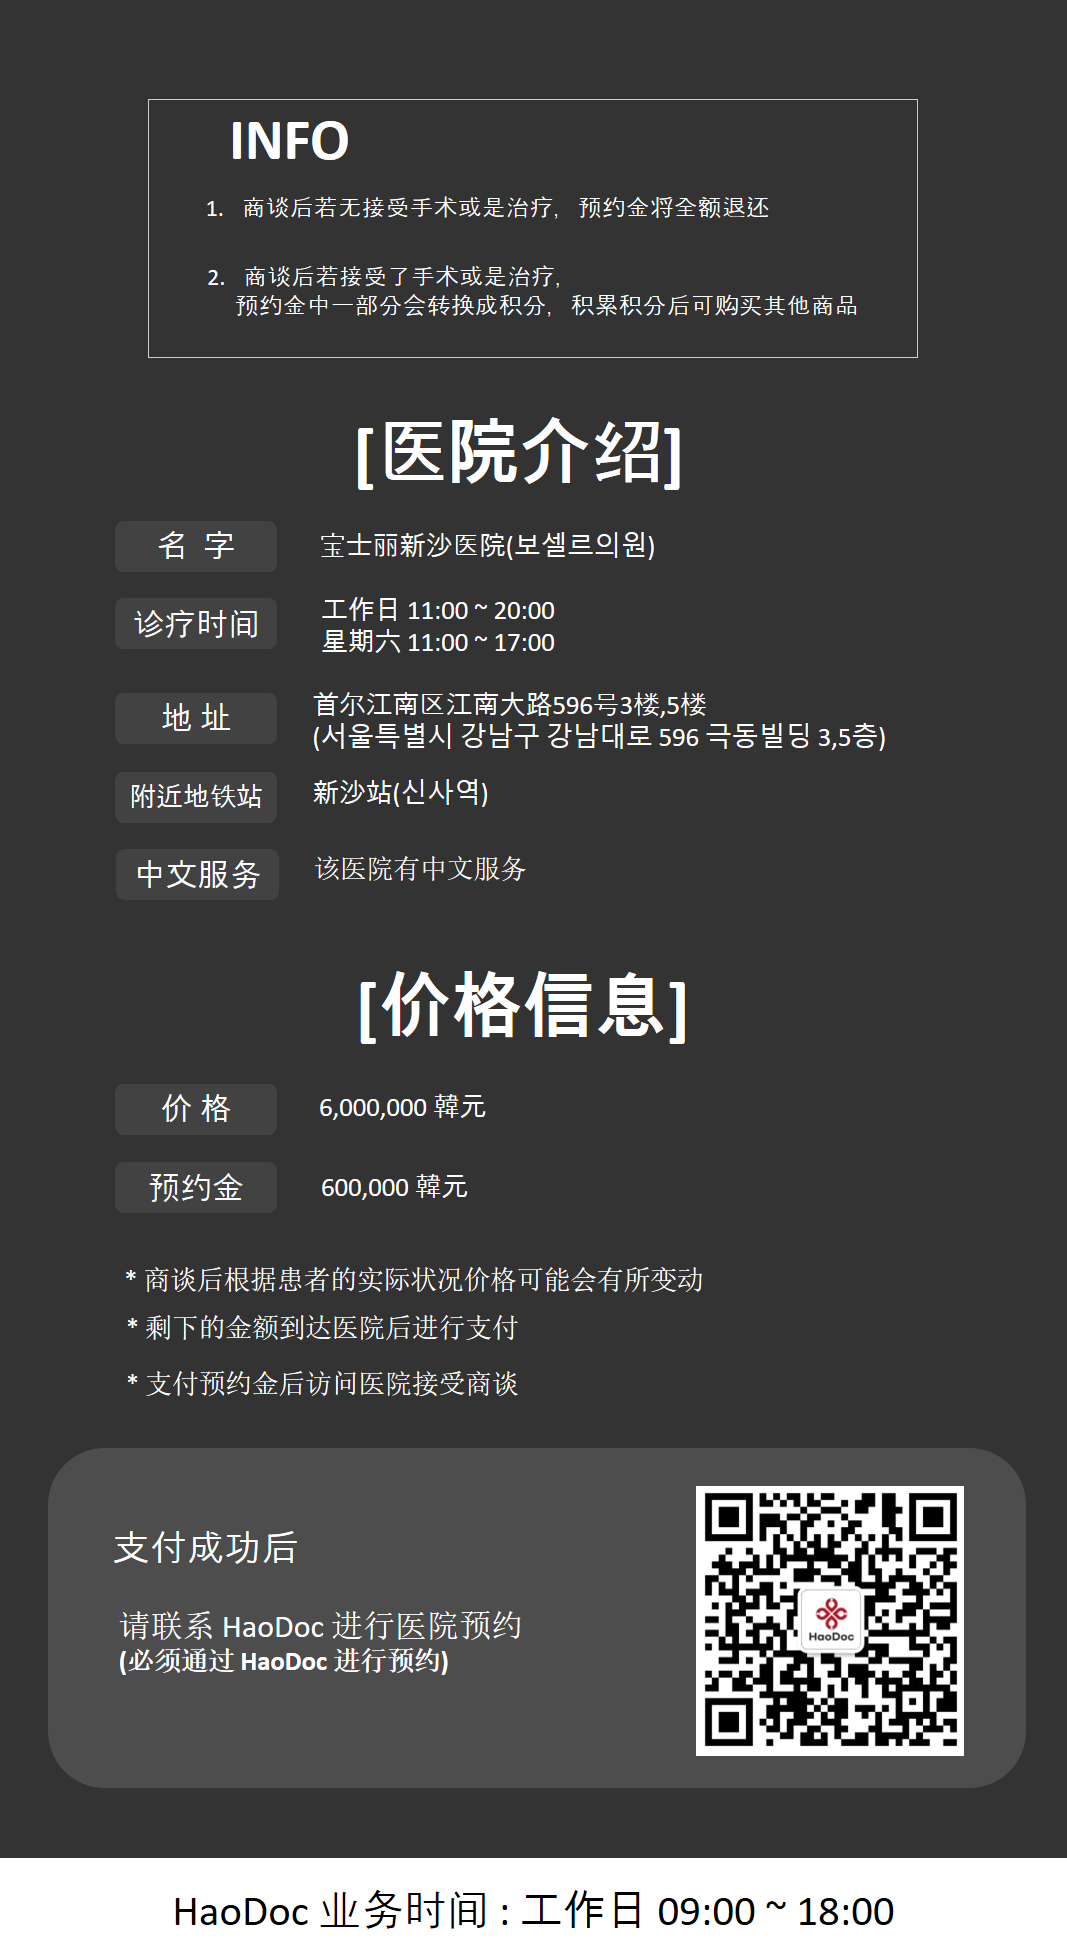 INFO
1. 商谈后若无接受手术或是治疗, 预约金将全额退还
2. 商谈后若接受了手术或是治疗,
预约金中一部分会转换成积分, 积累积分后可购买其他商品
[医院介绍]
名 字 宝士丽新沙医院(보셀르의원)
诊疗时间 工作日 11:00 ~ 20:00
星期六 11:00 ~ 17:00
地 址 首尔江南区江南大路596号3楼,5楼
(서울특별시 강남구 강남대로 596 극동빌딩 3,5층)
附近地铁站 新沙站(신사역)
中文服务 该医院有中文服务
[价格信息]
价 格 6,000,000 韓元
预约金 600,000 韓元
* 商谈后根据患者的实际状况价格可能会有所变动
* 剩下的金额到达医院后进行支付
* 支付预约金后访问医院接受商谈
支付成功后
请联系 HaoDoc 进行医院预约
(必须通过 HaoDoc 进行预约)
HaoDoc
HaoDoc 业务时间 : 工作日 09:00 ~ 18:00